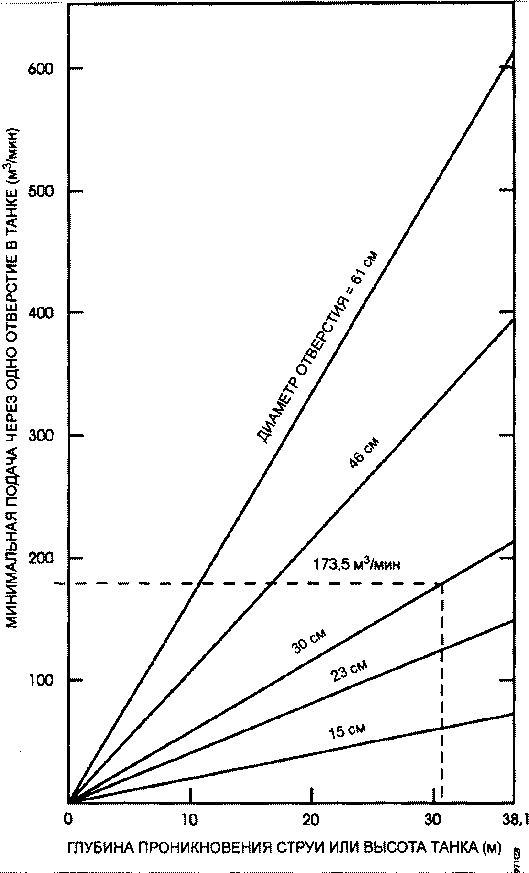 МИНИМАЛЬНАЯ ПОДАЧА ЧЕРЕЗ ОДНО ОТВЕРСТИЕ В ТАНКЕ (м³/мин)
600
500
400
300
200
100
ДИАМЕТР ОТВЕРСТИЯ = 61 см
46 см
173,5 м³/мин
30 см
23 см
15 см
0 10 20 30 38,1
ГЛУБИНА ПРОНИКНОВЕНИЯ СТРУИ ИЛИ ВЫСОТА ТАНКА (м)